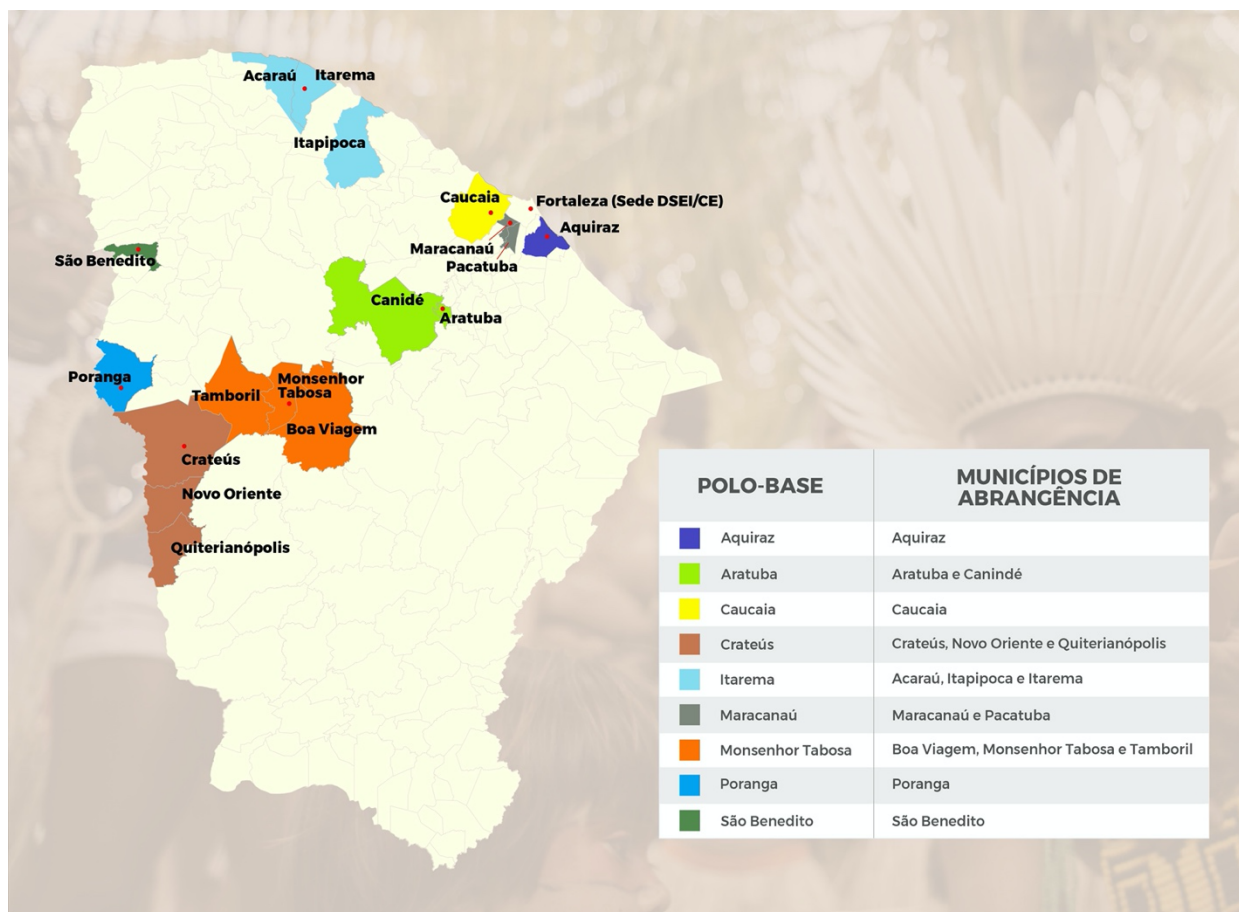 Acaraú
Itarema
Itapipoca
Caucaia
Fortaleza (Sede DSEI/CE)
Aquiraz
Maracanaú
Pacatuba
São Benedito
Canidé
Aratuba
Poranga
Tamboril
Monsenhor
Tabosa
Boa Viagem
Crateús
Novo Oriente
Quiterianópolis
POLO-BASE
MUNICÍPIOS DE
ABRANGÊNCIA
Aquiraz
Aquiraz
Aratuba
Aratuba e Canindé
Caucaia
Caucaia
Crateús
Crateús, Novo Oriente e Quiterianópolis
Itarema
Acaraú, Itapipoca e Itarema
Maracanaú
Maracanaú e Pacatuba
Monsenhor Tabosa
Boa Viagem, Monsenhor Tabosa e Tamboril
Poranga
Poranga
São Benedito
São Benedito